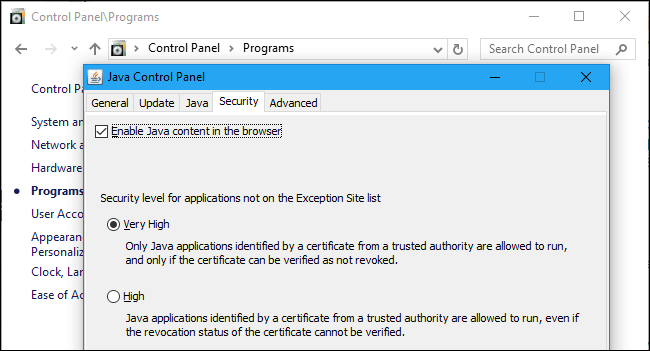 Control Panel\Programs
Control Panel
Programs
Search Control Panel
Control Pa
System an
Network a
Hardware
Programs
User Acco
Appearanc
Personaliz
Clock, Lan
Ease of Ac
Java Control Panel
General Update Java Security Advanced
Enable Java content in the browser
Security level for applications not on the Exception Site list
Very High
Only Java applications identified by a certificate from a trusted authority are allowed to run,
and only if the certificate can be verified as not revoked.
High
Java applications identified by a certificate from a trusted authority are allowed to run, even if
the revocation status of the certificate cannot be verified.